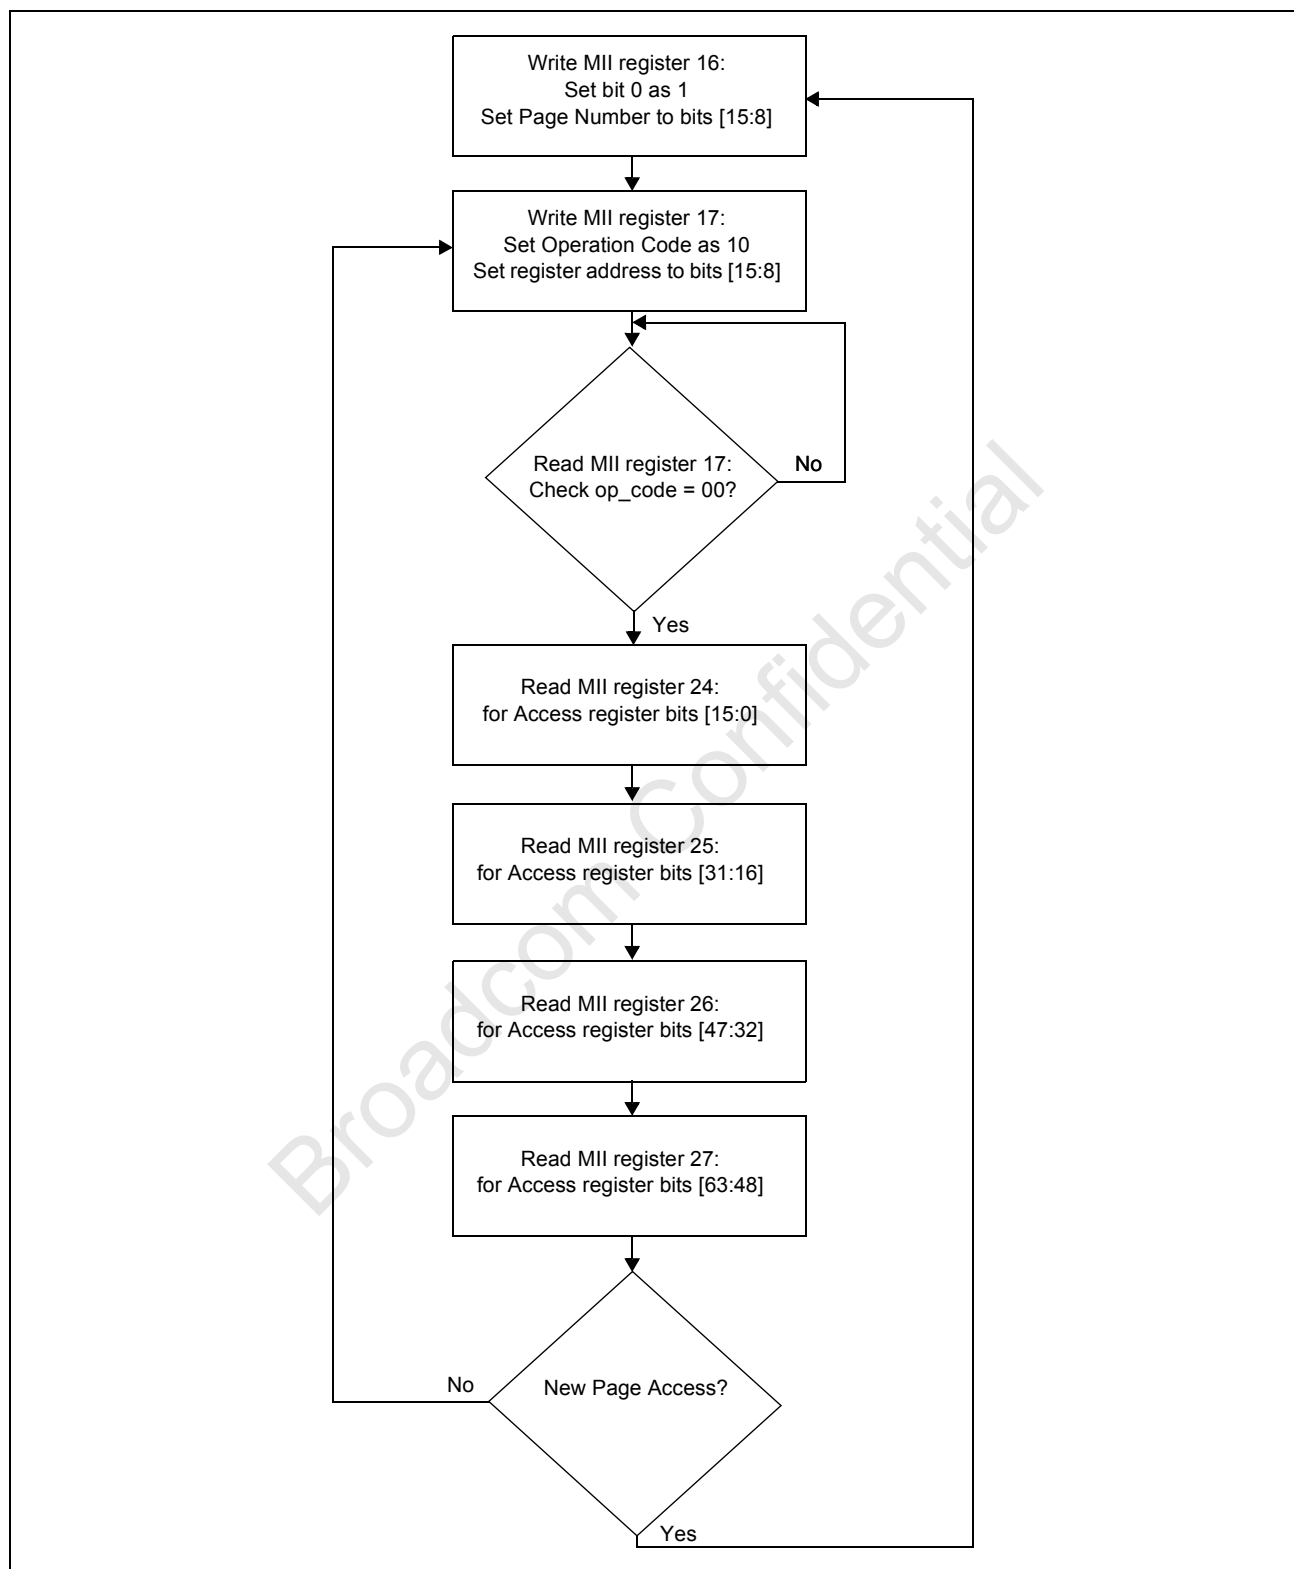 Write MII register 16:
Set bit 0 as 1
Set Page Number to bits [15:8]
Write MII register 17:
Set Operation Code as 10
Set register address to bits [15:8]
Read MII register 17:
Check op_code = 00?
No
Yes
Read MII register 24:
for Access register bits [15:0]
Read MII register 25:
for Access register bits [31:16]
Read MII register 26:
for Access register bits [47:32]
Read MII register 27:
for Access register bits [63:48]
No
New Page Access?
Yes
Broadcom Confidential